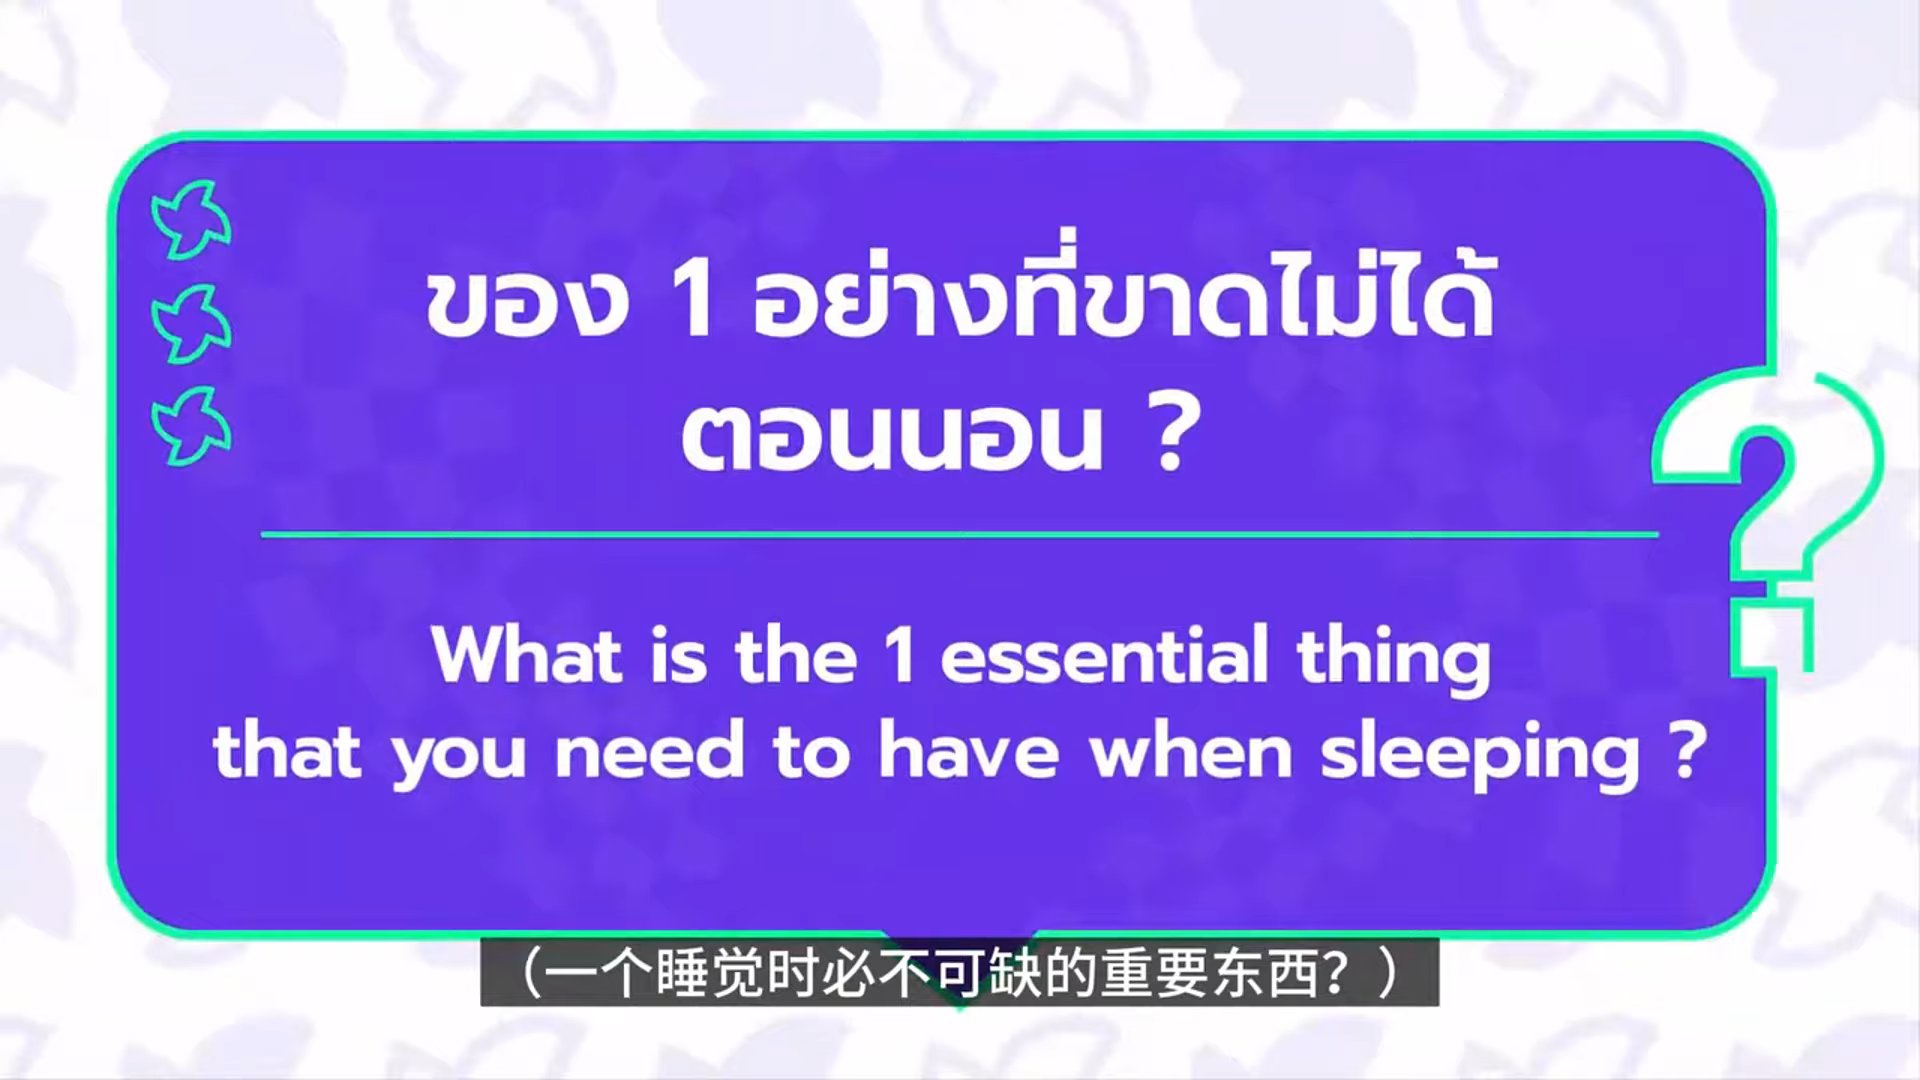 ของ 1 อย่างที่ขาดไม่ได้
ตอนนอน ?
What is the 1 essential thing
that you need to have when sleeping ?
（一个睡觉时必不可缺的重要东西？）